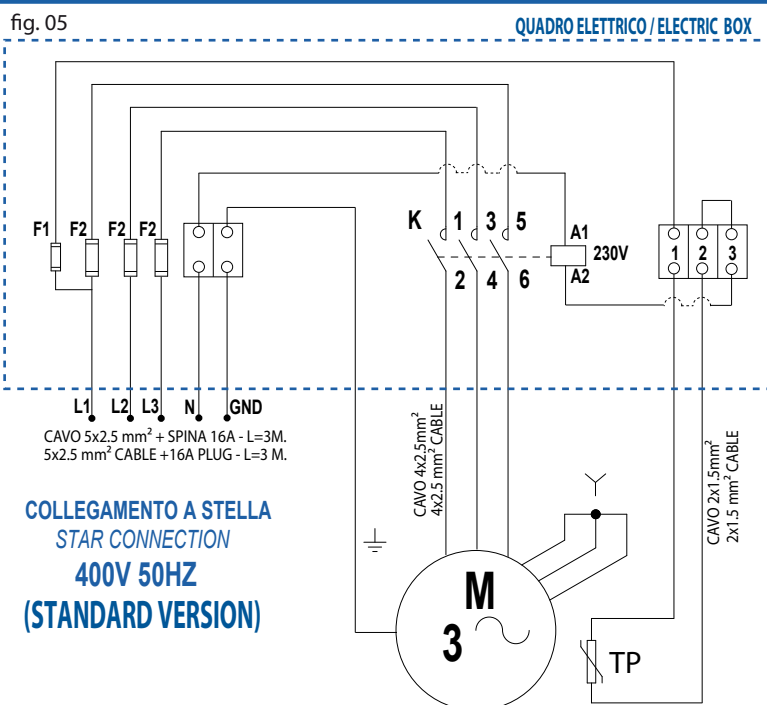 fig. 05
QUADRO ELETTRICO / ELECTRIC BOX
F1 F2 F2 F2
K 1 3 5
2 4 6
A1
230V
A2
1 2 3
L1 L2 L3 N GND
CAVO 5x2.5 mm² + SPINA 16A - L=3M.
5x2.5 mm² CABLE +16A PLUG - L=3 M.
CAVO 4x2.5mm²
4x2.5 mm² CABLE
CAVO 2x1.5mm²
2x1.5 mm² CABLE
COLLEGAMENTO A STELLA
STAR CONNECTION
400V 50HZ
(STANDARD VERSION)
M
3
TP